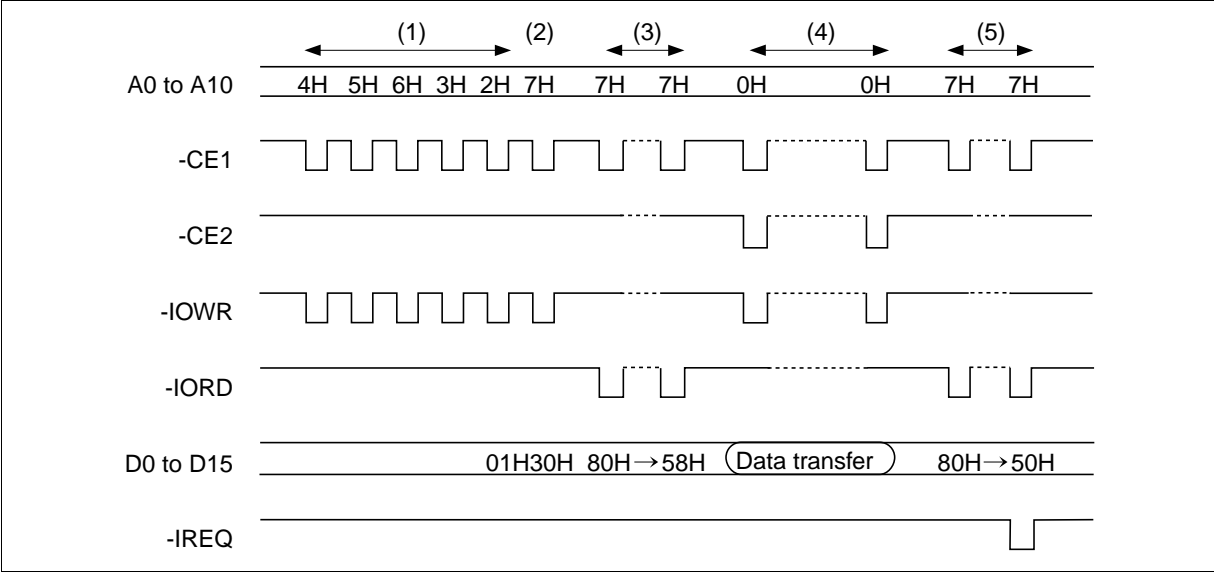 (1) (2) (3) (4) (5)
A0 to A10 4H 5H 6H 3H 2H 7H 7H 7H 0H 0H 7H 7H
-CE1
-CE2
-IOWR
-IORD
D0 to D15 01H30H 80H→58H Data transfer 80H→50H
-IREQ